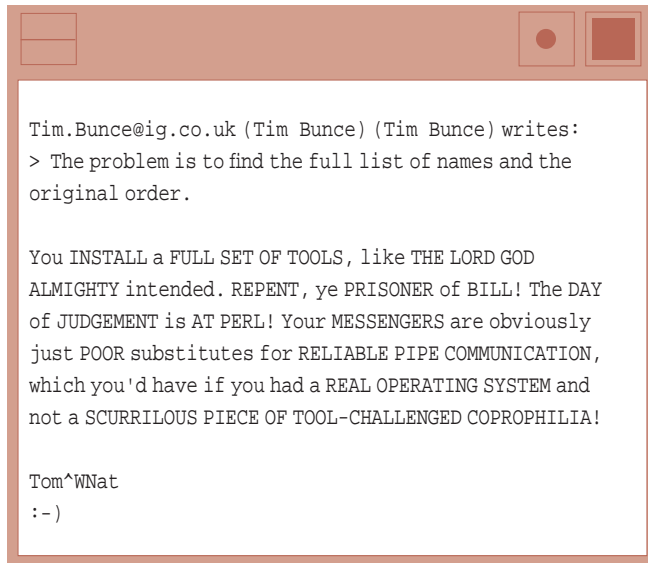 Tim.Bunce@ig.co.uk (Tim Bunce) (Tim Bunce) writes:
> The problem is to find the full list of names and the
original order.
You INSTALL a FULL SET OF TOOLS, like THE LORD GOD
ALMIGHTY intended. REPENT, ye PRISONER of BILL! The DAY
of JUDGEMENT is AT PERL! Your MESSENGERS are obviously
just POOR substitutes for RELIABLE PIPE COMMUNICATION,
which you'd have if you had a REAL OPERATING SYSTEM and
not a SCURRILOUS PIECE OF TOOL-CHALLENGED COPROPHILIA!
Tom^WNat
:-)